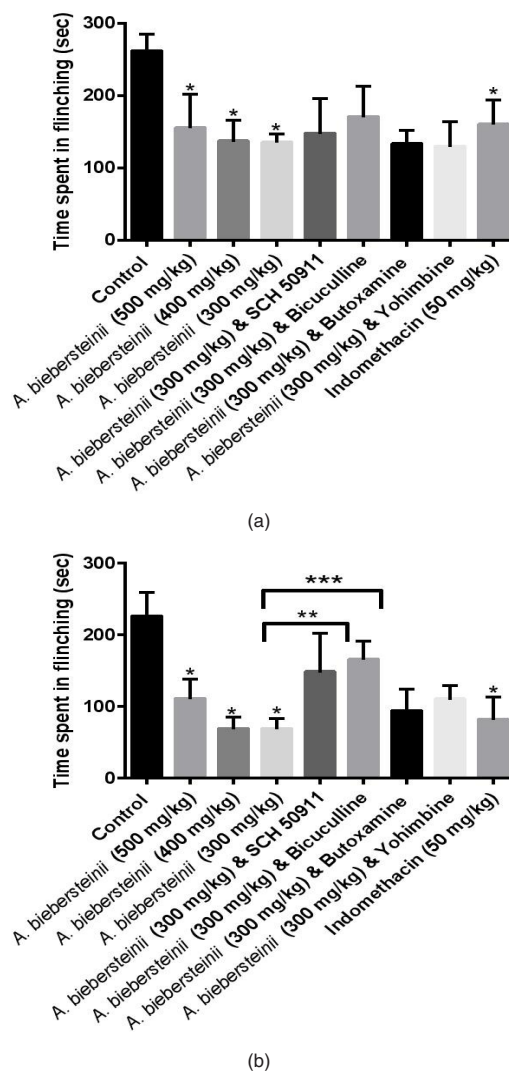 Time spent in flinching (sec)
300
200
100
0
*
*
*
*
Control
A. biebersteinii (500 mg/kg)
A. biebersteinii (400 mg/kg)
A. biebersteinii (300 mg/kg)
A. biebersteinii (300 mg/kg) & SCH 50911
A. biebersteinii (300 mg/kg) & Bicuculline
A. biebersteinii (300 mg/kg) & Butoxamine
A. biebersteinii (300 mg/kg) & Yohimbine
Indomethacin (50 mg/kg)
(a)
Time spent in flinching (sec)
300
200
100
0
***
**
*
*
*
*
Control
A. biebersteinii (500 mg/kg)
A. biebersteinii (400 mg/kg)
A. biebersteinii (300 mg/kg)
A. biebersteinii (300 mg/kg) & SCH 50911
A. biebersteinii (300 mg/kg) & Bicuculline
A. biebersteinii (300 mg/kg) & Butoxamine
A. biebersteinii (300 mg/kg) & Yohimbine
Indomethacin (50 mg/kg)
(b)